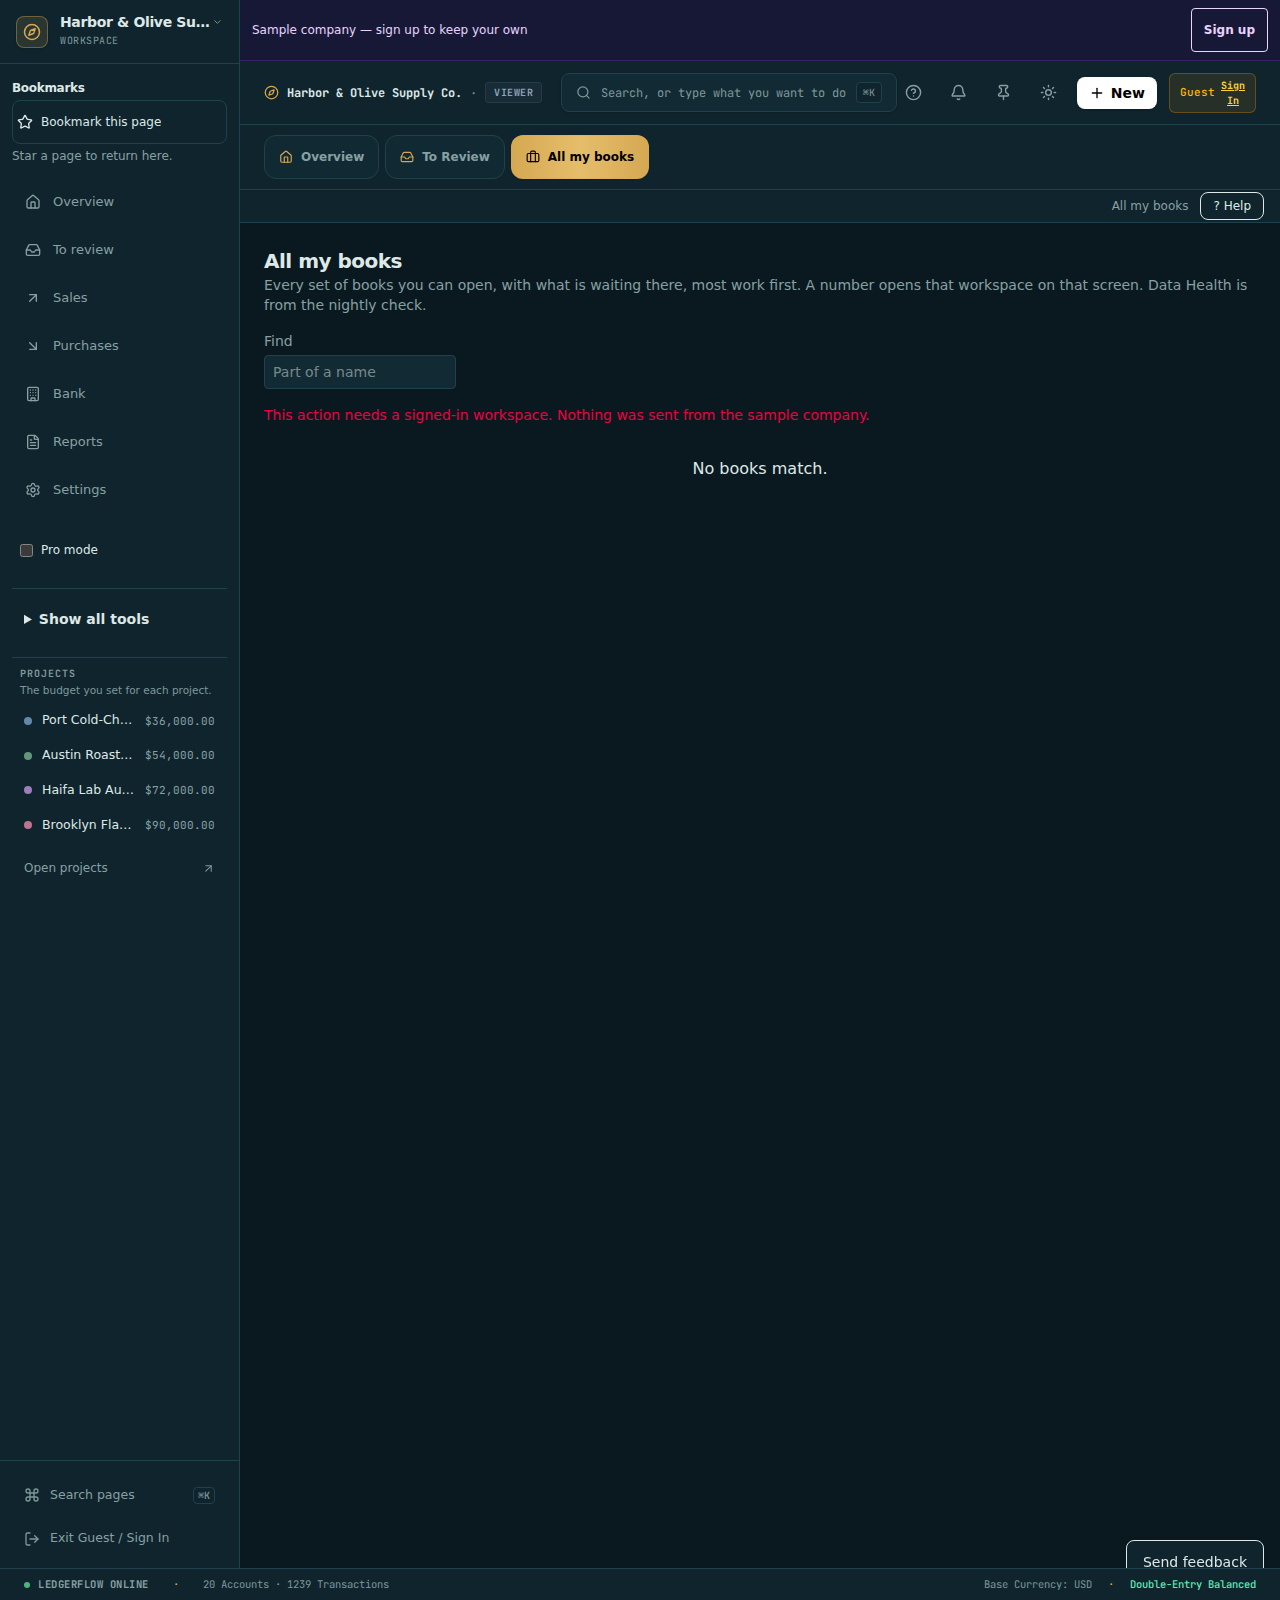 Harbor & Olive Su...
WORKSPACE
Bookmarks
Bookmark this page
Star a page to return here.
Overview
To review
Sales
Purchases
Bank
Reports
Settings
Pro mode
Show all tools
PROJECTS
The budget you set for each project.
Port Cold-Ch... $36,000.00
Austin Roast... $54,000.00
Haifa Lab Au... $72,000.00
Brooklyn Fla... $90,000.00
Open projects
Search pages ⌘K
Exit Guest / Sign In
Sample company — sign up to keep your own
Sign up
Harbor & Olive Supply Co. · VIEWER
Search, or type what you want to do ⌘K
New
Guest Sign
In
Overview
To Review
All my books
All my books
? Help
All my books
Every set of books you can open, with what is waiting there, most work first. A number opens that workspace on that screen. Data Health is
from the nightly check.
Find
Part of a name
This action needs a signed-in workspace. Nothing was sent from the sample company.
No books match.
Send feedback
LEDGERFLOW ONLINE · 20 Accounts · 1239 Transactions
Base Currency: USD · Double-Entry Balanced